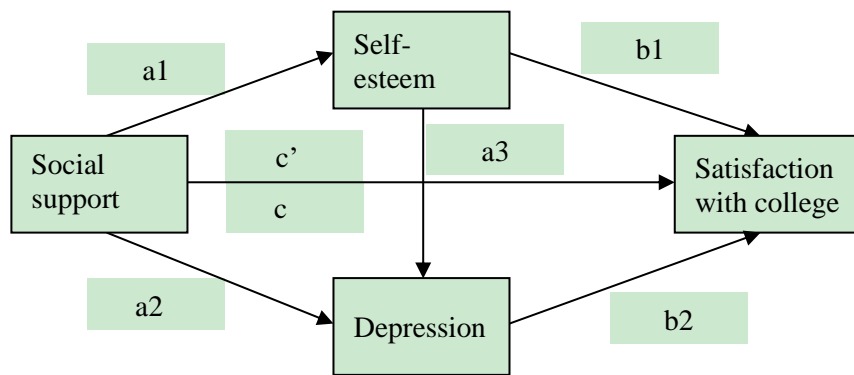 Self-
esteem
a1
b1
Social
support
c’
c
a3
Satisfaction
with college
a2
Depression
b2